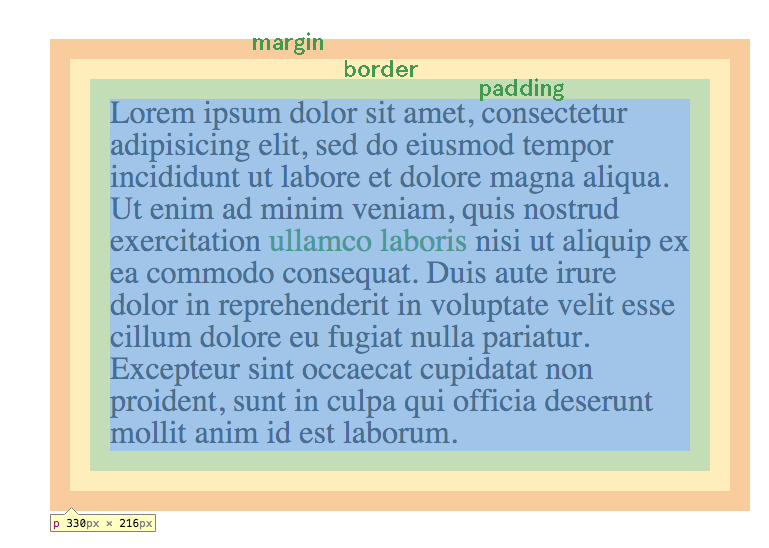 margin
border
padding
Lorem ipsum dolor sit amet, consectetur
adipisicing elit, sed do eiusmod tempor
incididunt ut labore et dolore magna aliqua.
Ut enim ad minim veniam, quis nostrud
exercitation ullamco laboris nisi ut aliquip ex
ea commodo consequat. Duis aute irure
dolor in reprehenderit in voluptate velit esse
cillum dolore eu fugiat nulla pariatur.
Excepteur sint occaecat cupidatat non
proident, sunt in culpa qui officia deserunt
mollit anim id est laborum.
p 330px × 216px